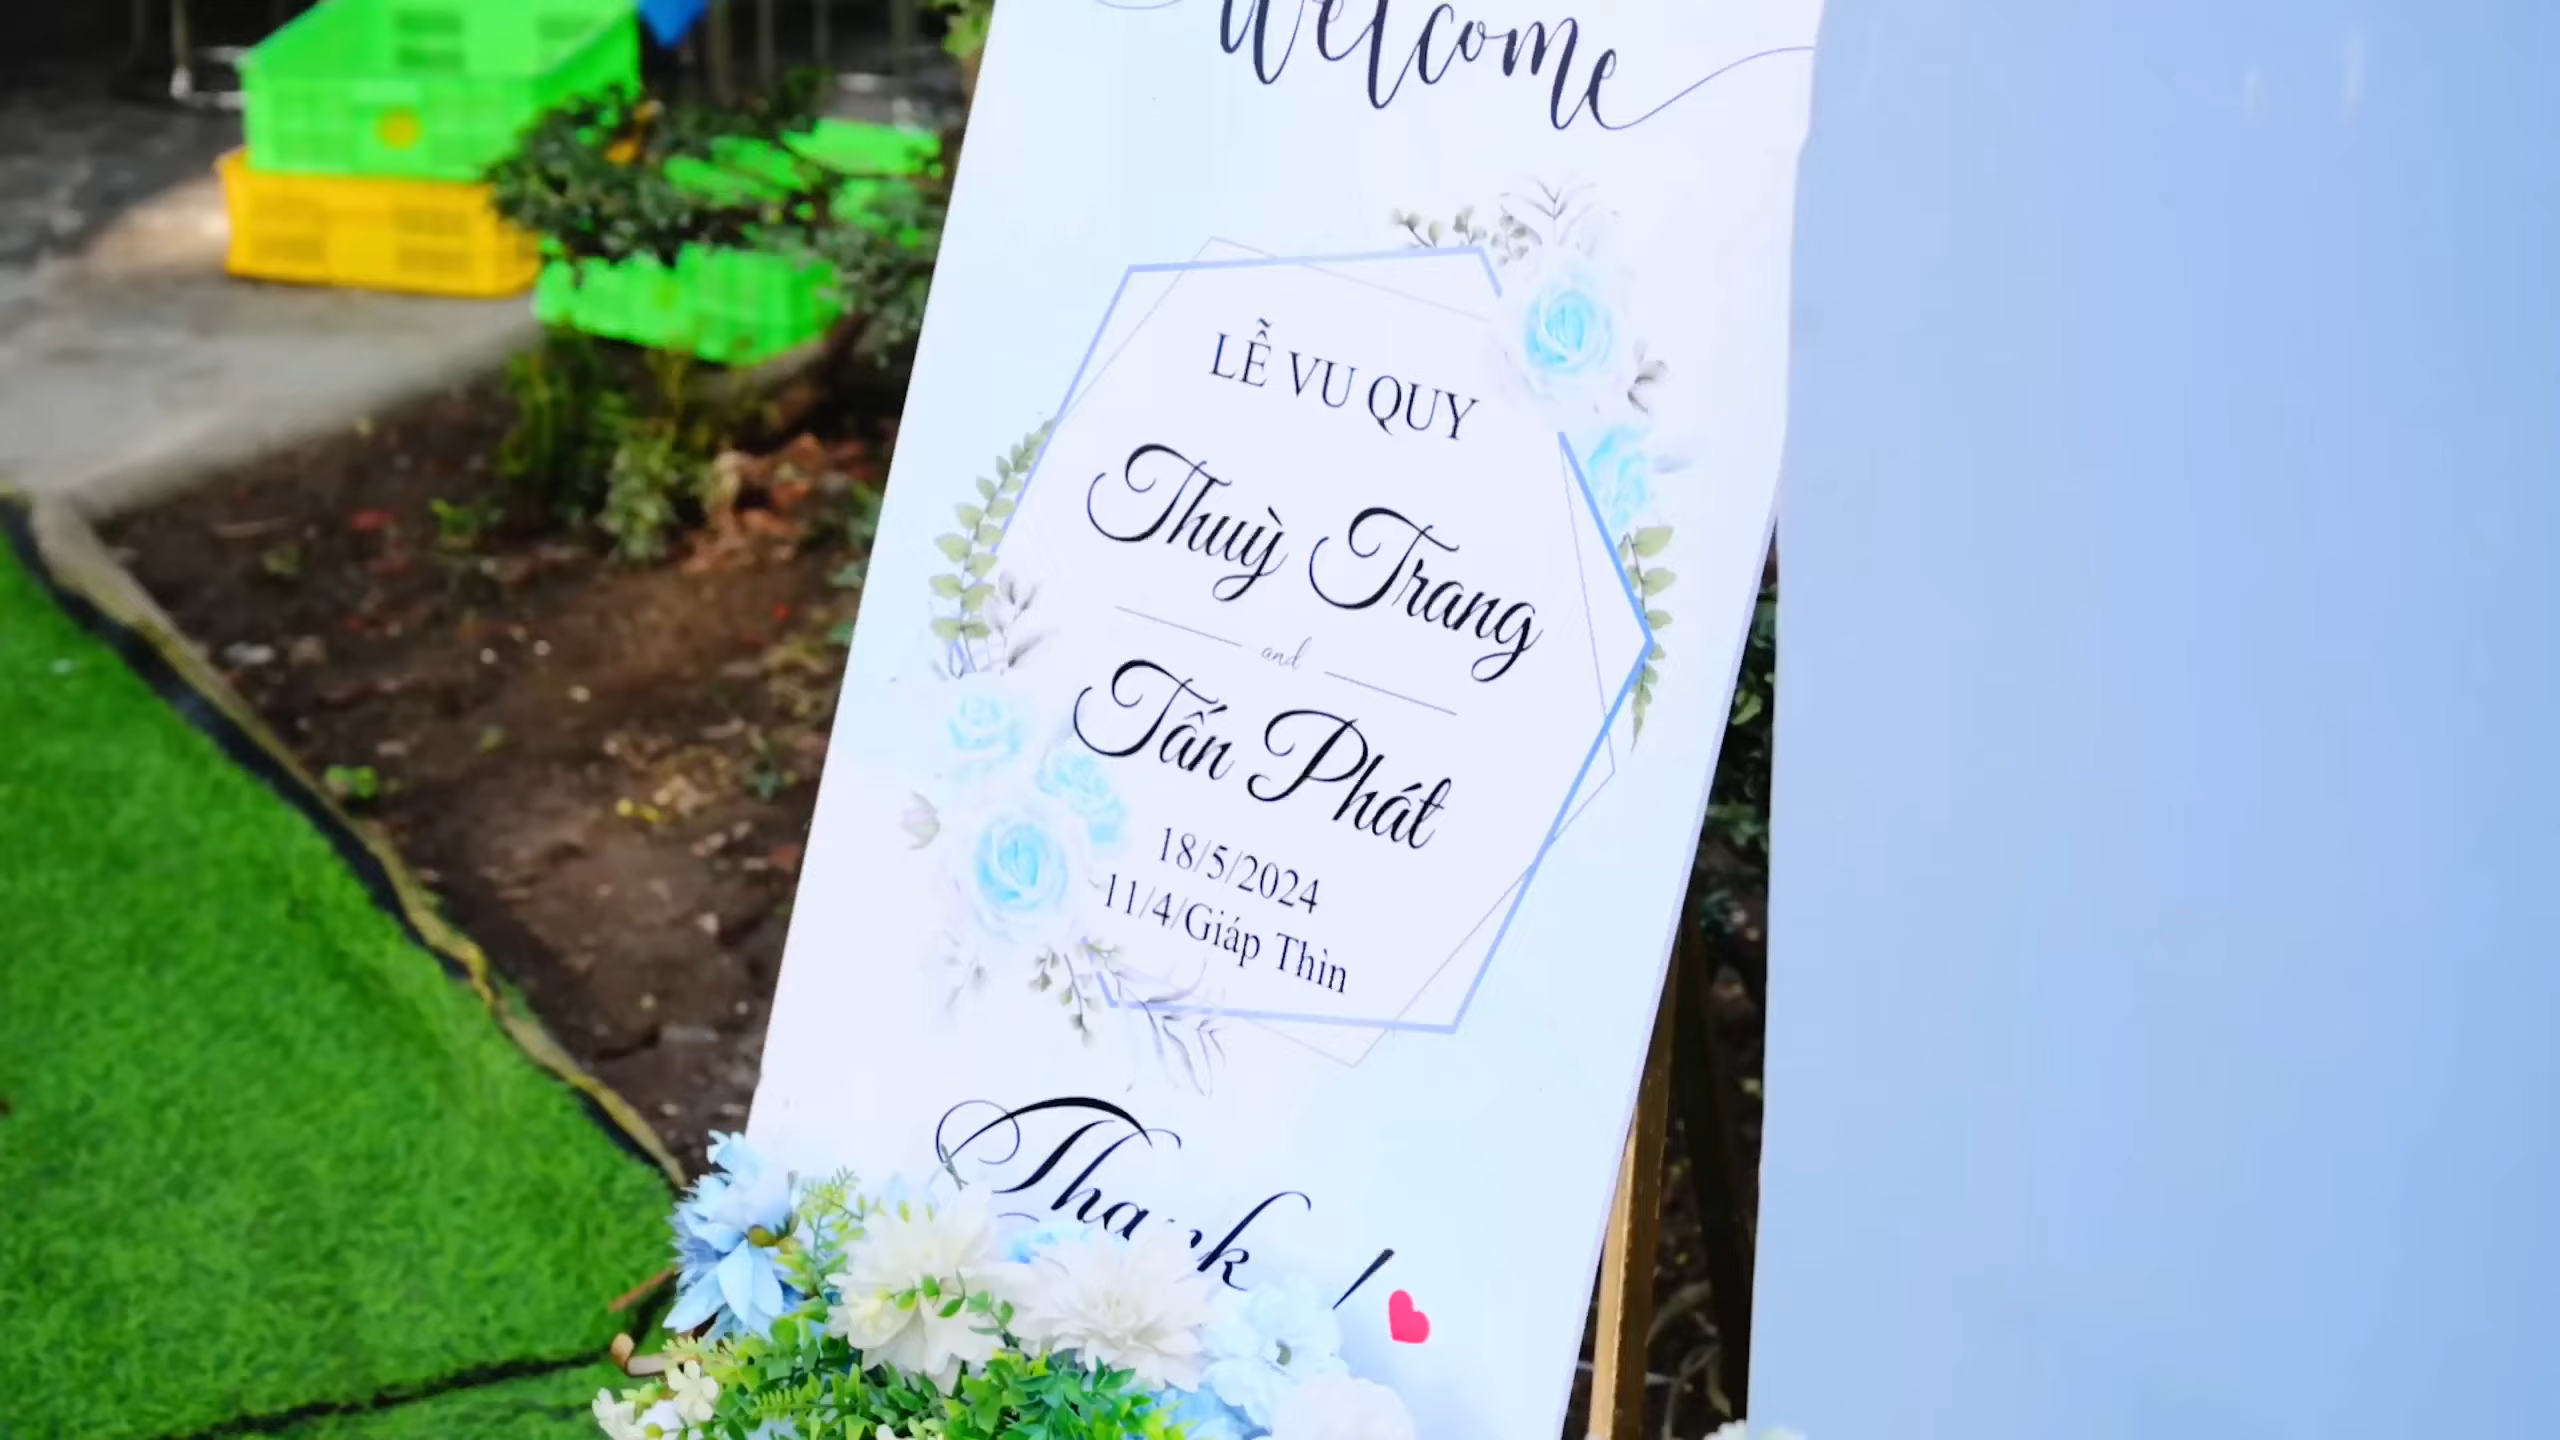 Welcome
LỄ VU QUY
Thuỳ Trang
and
Tấn Phát
18/5/2024
11/4/Giáp Thìn
Thank !